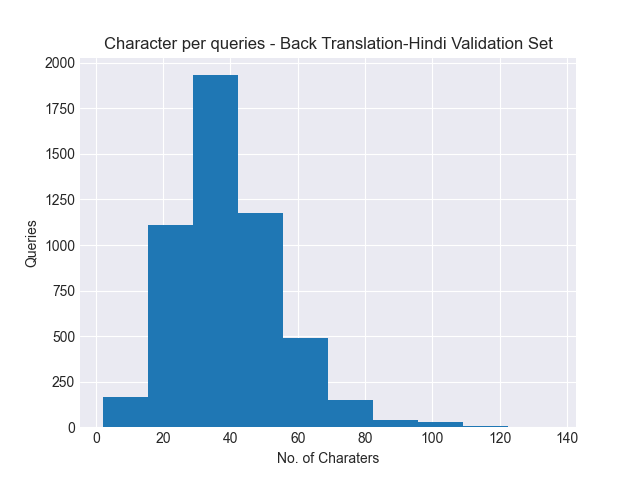 Character per queries - Back Translation-Hindi Validation Set
2000
1750
1500
1250
1000
750
500
250
0
Queries
0 20 40 60 80 100 120 140
No. of Charaters